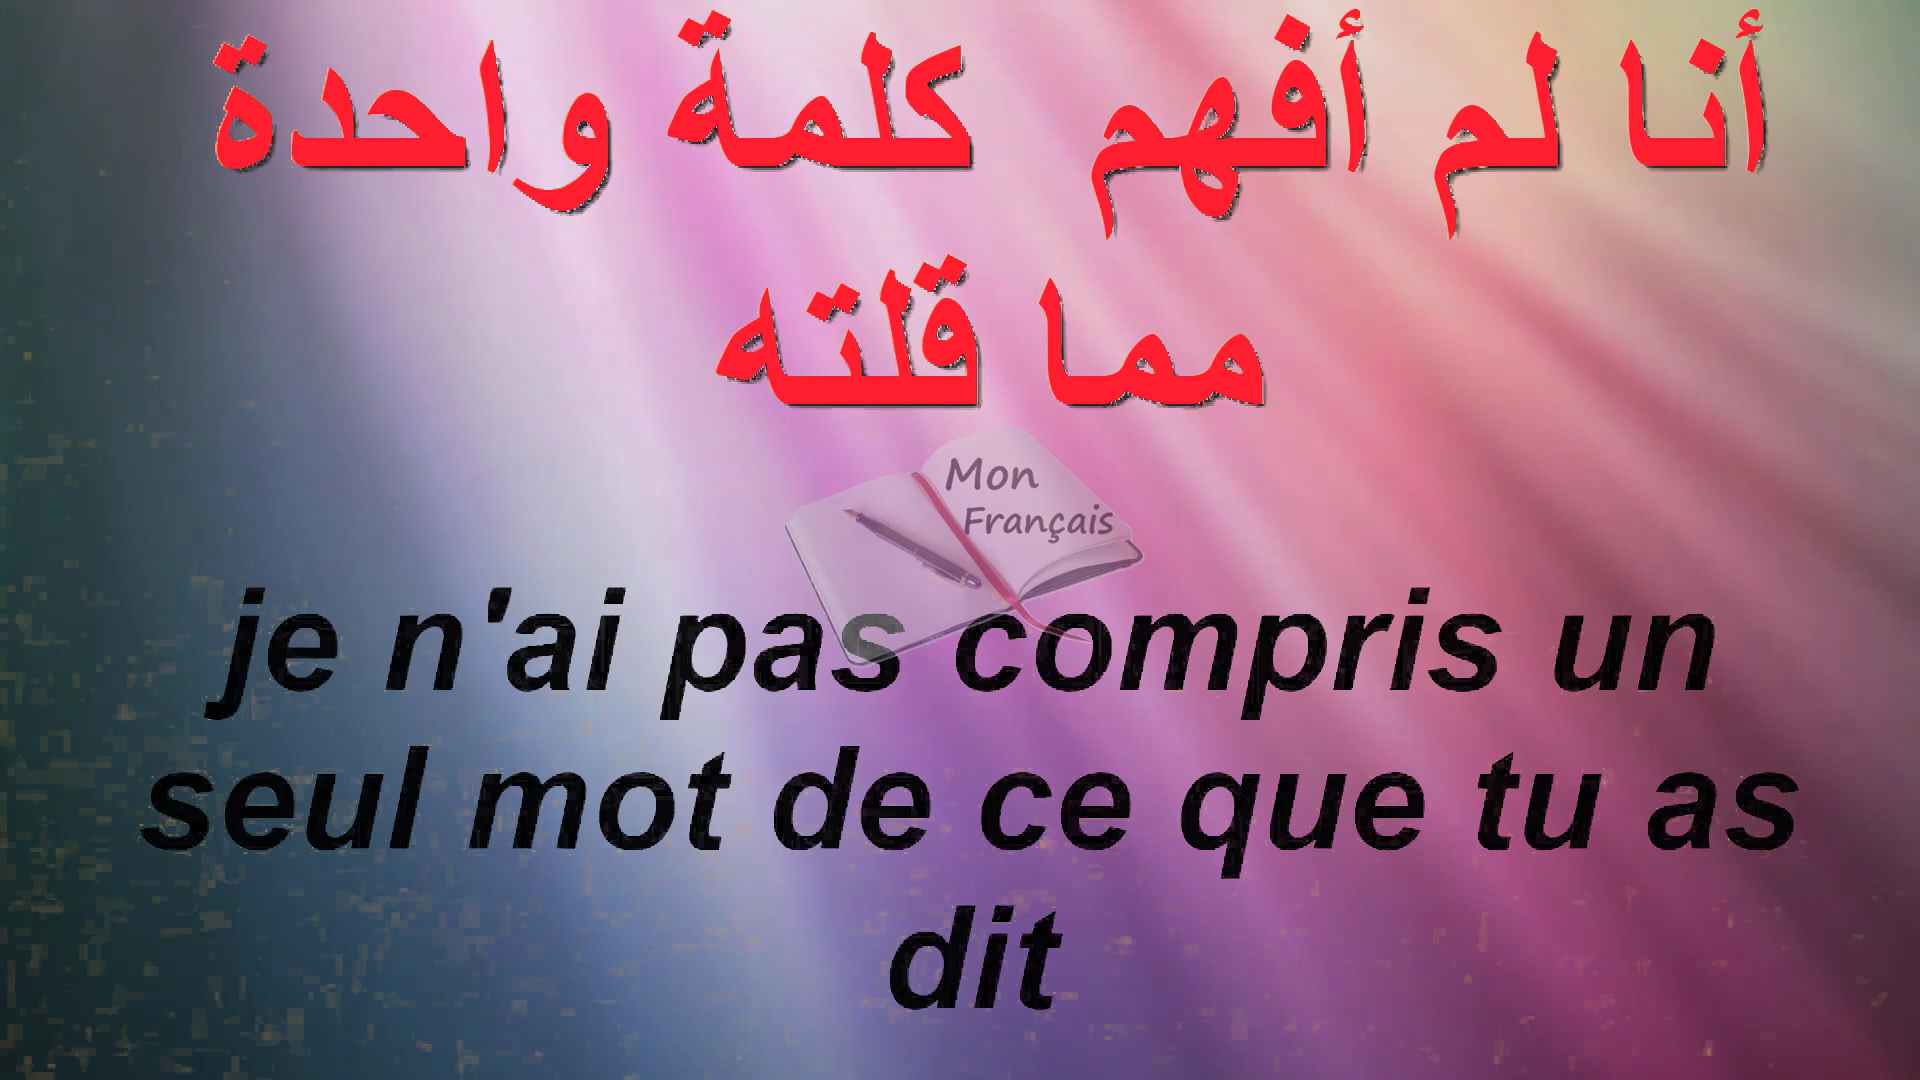 أنا لم أفهم كلمة واحدة
مما قلته
Mon
Français
je n'ai pas compris un
seul mot de ce que tu as
dit